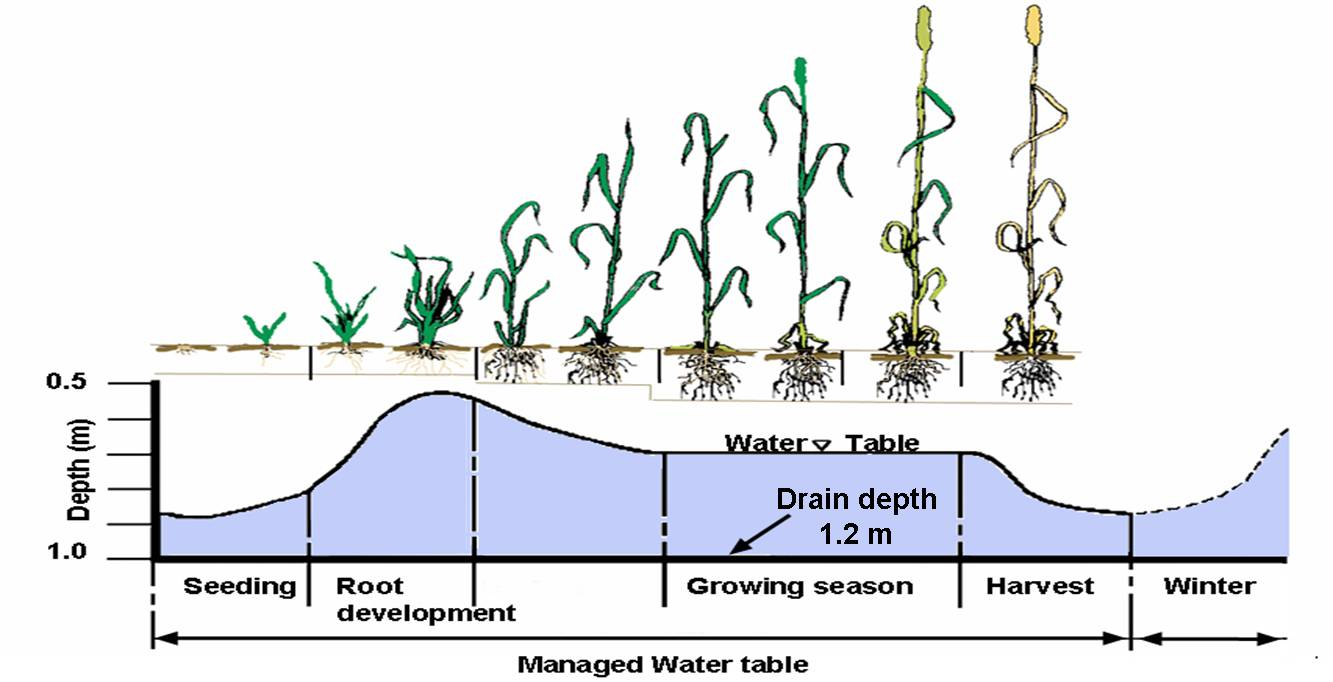 0.5
Depth (m)
1.0
Water Table
Drain depth
1.2 m
Seeding
Root
development
Growing season
Harvest
Winter
Managed Water table